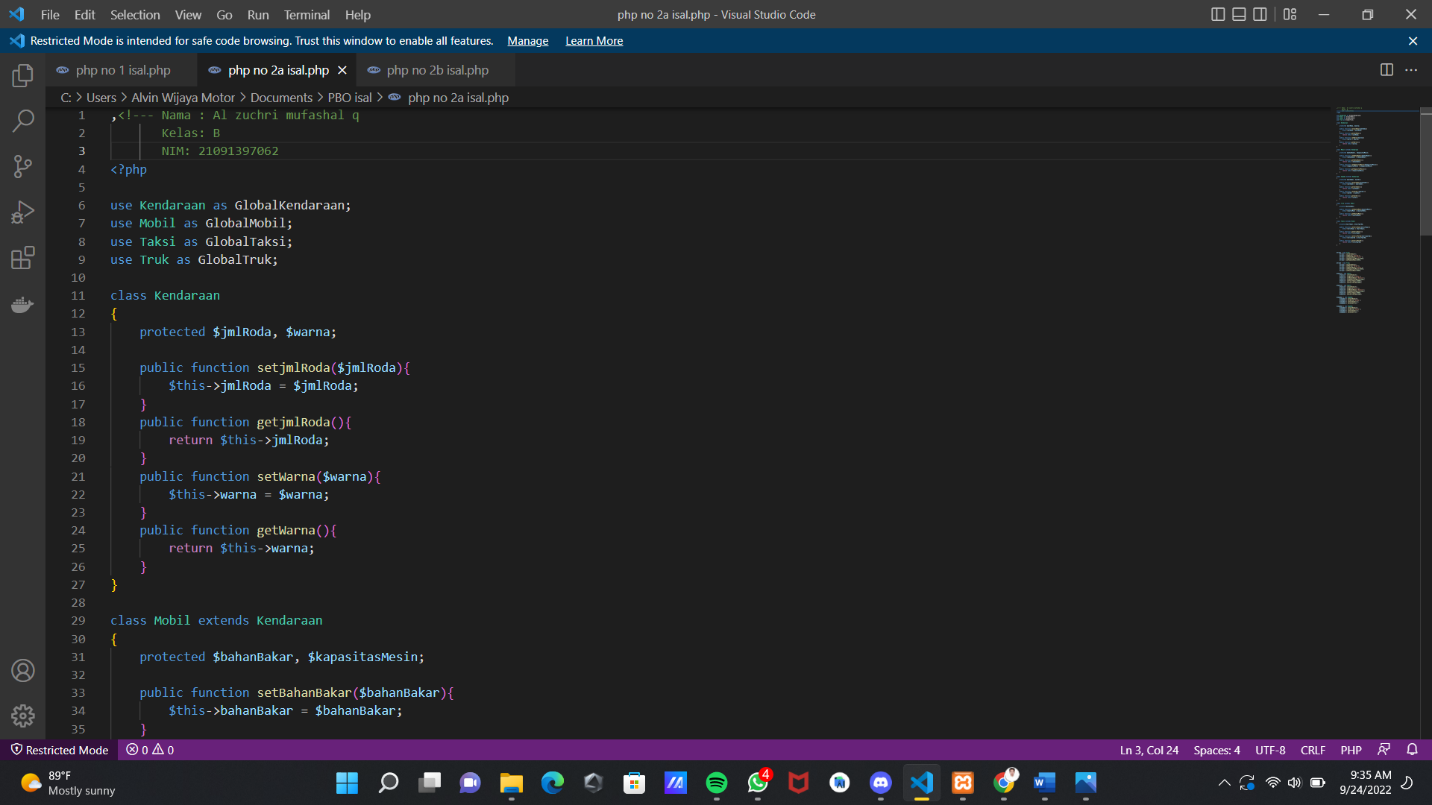 File Edit Selection View Go Run Terminal Help php no 2a isal.php - Visual Studio Code
Restricted Mode is intended for safe code browsing. Trust this window to enable all features. Manage Learn More
php no 1 isal.php php no 2a isal.php php no 2b isal.php
C: > Users > Alvin Wijaya Motor > Documents > PBO isal > php no 2a isal.php
1 ,<!--- Nama : Al zuchri mufashal q
2 Kelas: B
3 NIM: 21091397062
4 <?php
5
6 use Kendaraan as GlobalKendaraan;
7 use Mobil as GlobalMobil;
8 use Taksi as GlobalTaksi;
9 use Truk as GlobalTruk;
10
11 class Kendaraan
12 {
13 protected $jmlRoda, $warna;
14
15 public function setjmlRoda($jmlRoda){
16 $this->jmlRoda = $jmlRoda;
17 }
18 public function getjmlRoda(){
19 return $this->jmlRoda;
20 }
21 public function setWarna($warna){
22 $this->warna = $warna;
23 }
24 public function getWarna(){
25 return $this->warna;
26 }
27 }
28
29 class Mobil extends Kendaraan
30 {
31 protected $bahanBakar, $kapasitasMesin;
32
33 public function setBahanBakar($bahanBakar){
34 $this->bahanBakar = $bahanBakar;
35 }
Restricted Mode 0 0 Ln 3, Col 24 Spaces: 4 UTF-8 CRLF PHP
89°F
Mostly sunny
4
9:35 AM
9/24/2022